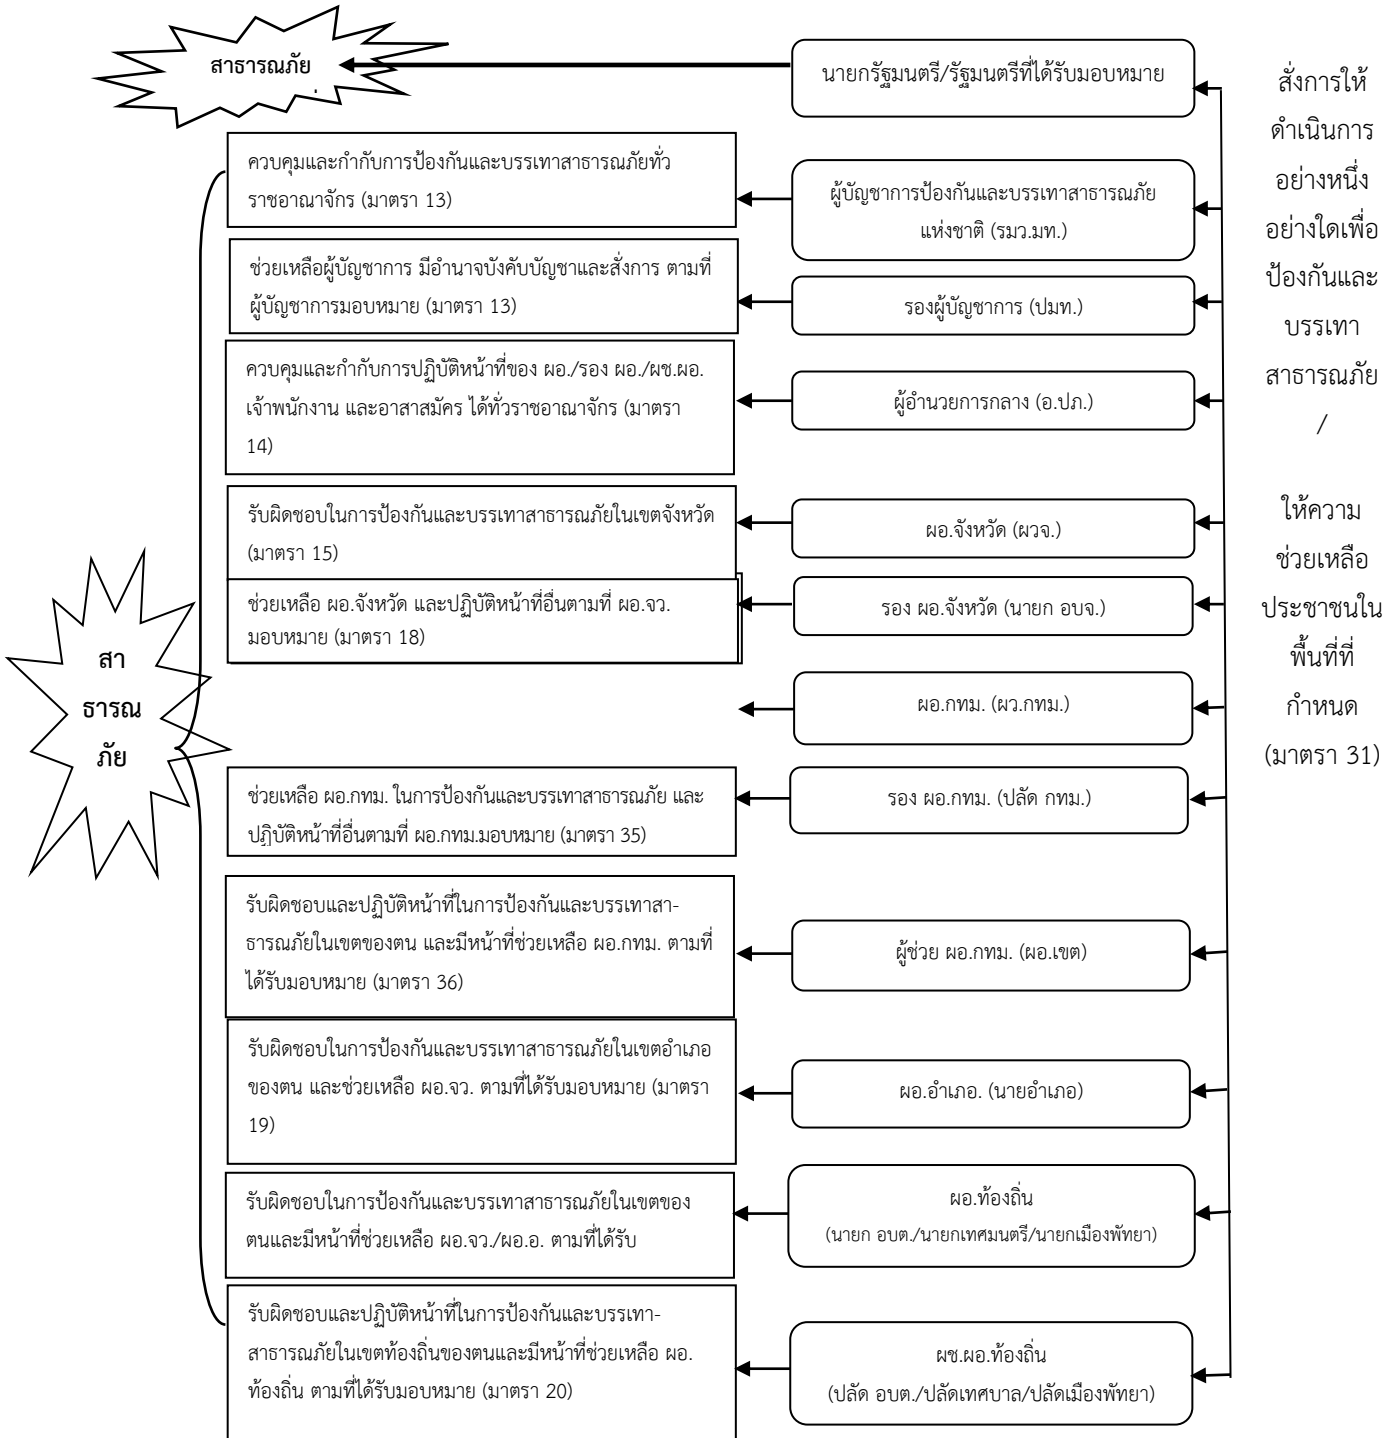 สาธารณภัย
นายกรัฐมนตรี/รัฐมนตรีที่ได้รับมอบหมาย
ควบคุมและกำกับการป้องกันและบรรเทาสาธารณภัยทั่ว
ราชอาณาจักร (มาตรา 13)
ผู้บัญชาการป้องกันและบรรเทาสาธารณภัย
แห่งชาติ (รมว.มท.)
ช่วยเหลือผู้บัญชาการ มีอำนาจบังคับบัญชาและสั่งการ ตามที่
ผู้บัญชาการมอบหมาย (มาตรา 13)
รองผู้บัญชาการ (ปมท.)
ควบคุมและกำกับการปฏิบัติหน้าที่ของ ผอ./รอง ผอ./ผช.ผอ.
เจ้าพนักงาน และอาสาสมัคร ได้ทั่วราชอาณาจักร (มาตรา
14)
ผู้อำนวยการกลาง (อ.ปภ.)
รับผิดชอบในการป้องกันและบรรเทาสาธารณภัยในเขตจังหวัด
(มาตรา 15)
ผอ.จังหวัด (ผวจ.)
ช่วยเหลือ ผอ.จังหวัด และปฏิบัติหน้าที่อื่นตามที่ ผอ.จว.
มอบหมาย (มาตรา 18)
รอง ผอ.จังหวัด (นายก อบจ.)
ผอ.กทม. (ผว.กทม.)
ช่วยเหลือ ผอ.กทม. ในการป้องกันและบรรเทาสาธารณภัย และ
ปฏิบัติหน้าที่อื่นตามที่ ผอ.กทม.มอบหมาย (มาตรา 35)
รอง ผอ.กทม. (ปลัด กทม.)
รับผิดชอบและปฏิบัติหน้าที่ในการป้องกันและบรรเทาสา-
ธารณภัยในเขตของตน และมีหน้าที่ช่วยเหลือ ผอ.กทม. ตามที่
ได้รับมอบหมาย (มาตรา 36)
ผู้ช่วย ผอ.กทม. (ผอ.เขต)
รับผิดชอบในการป้องกันและบรรเทาสาธารณภัยในเขตอำเภอ
ของตน และช่วยเหลือ ผอ.จว. ตามที่ได้รับมอบหมาย (มาตรา
19)
ผอ.อำเภอ. (นายอำเภอ)
รับผิดชอบในการป้องกันและบรรเทาสาธารณภัยในเขตของ
ตนและมีหน้าที่ช่วยเหลือ ผอ.จว./ผอ.อ. ตามที่ได้รับ
ผอ.ท้องถิ่น
(นายก อบต./นายกเทศมนตรี/นายกเมืองพัทยา)
รับผิดชอบและปฏิบัติหน้าที่ในการป้องกันและบรรเทา-
สาธารณภัยในเขตท้องถิ่นของตนและมีหน้าที่ช่วยเหลือ ผอ.
ท้องถิ่น ตามที่ได้รับมอบหมาย (มาตรา 20)
ผช.ผอ.ท้องถิ่น
(ปลัด อบต./ปลัดเทศบาล/ปลัดเมืองพัทยา)
สา
ธารณ
ภัย
สั่งการให้
ดำเนินการ
อย่างหนึ่ง
อย่างใดเพื่อ
ป้องกันและ
บรรเทา
สาธารณภัย
/
ให้ความ
ช่วยเหลือ
ประชาชนใน
พื้นที่ที่
กำหนด
(มาตรา 31)